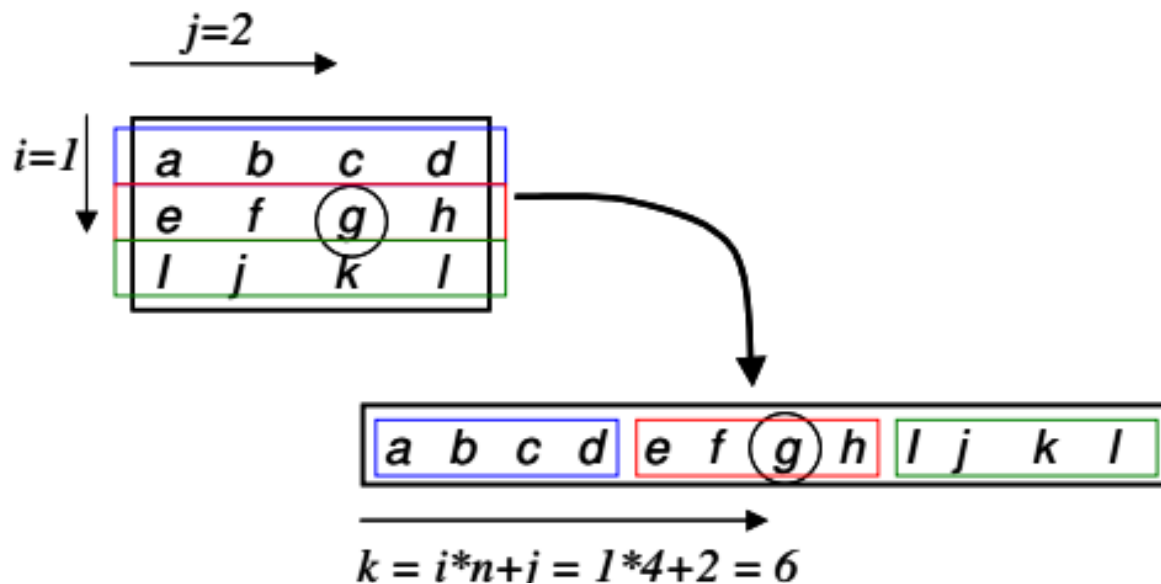 j=2
i=1
a b c d
e f g h
I j k l
a b c d e f g h I j k l
k = i*n+j = 1*4+2 = 6